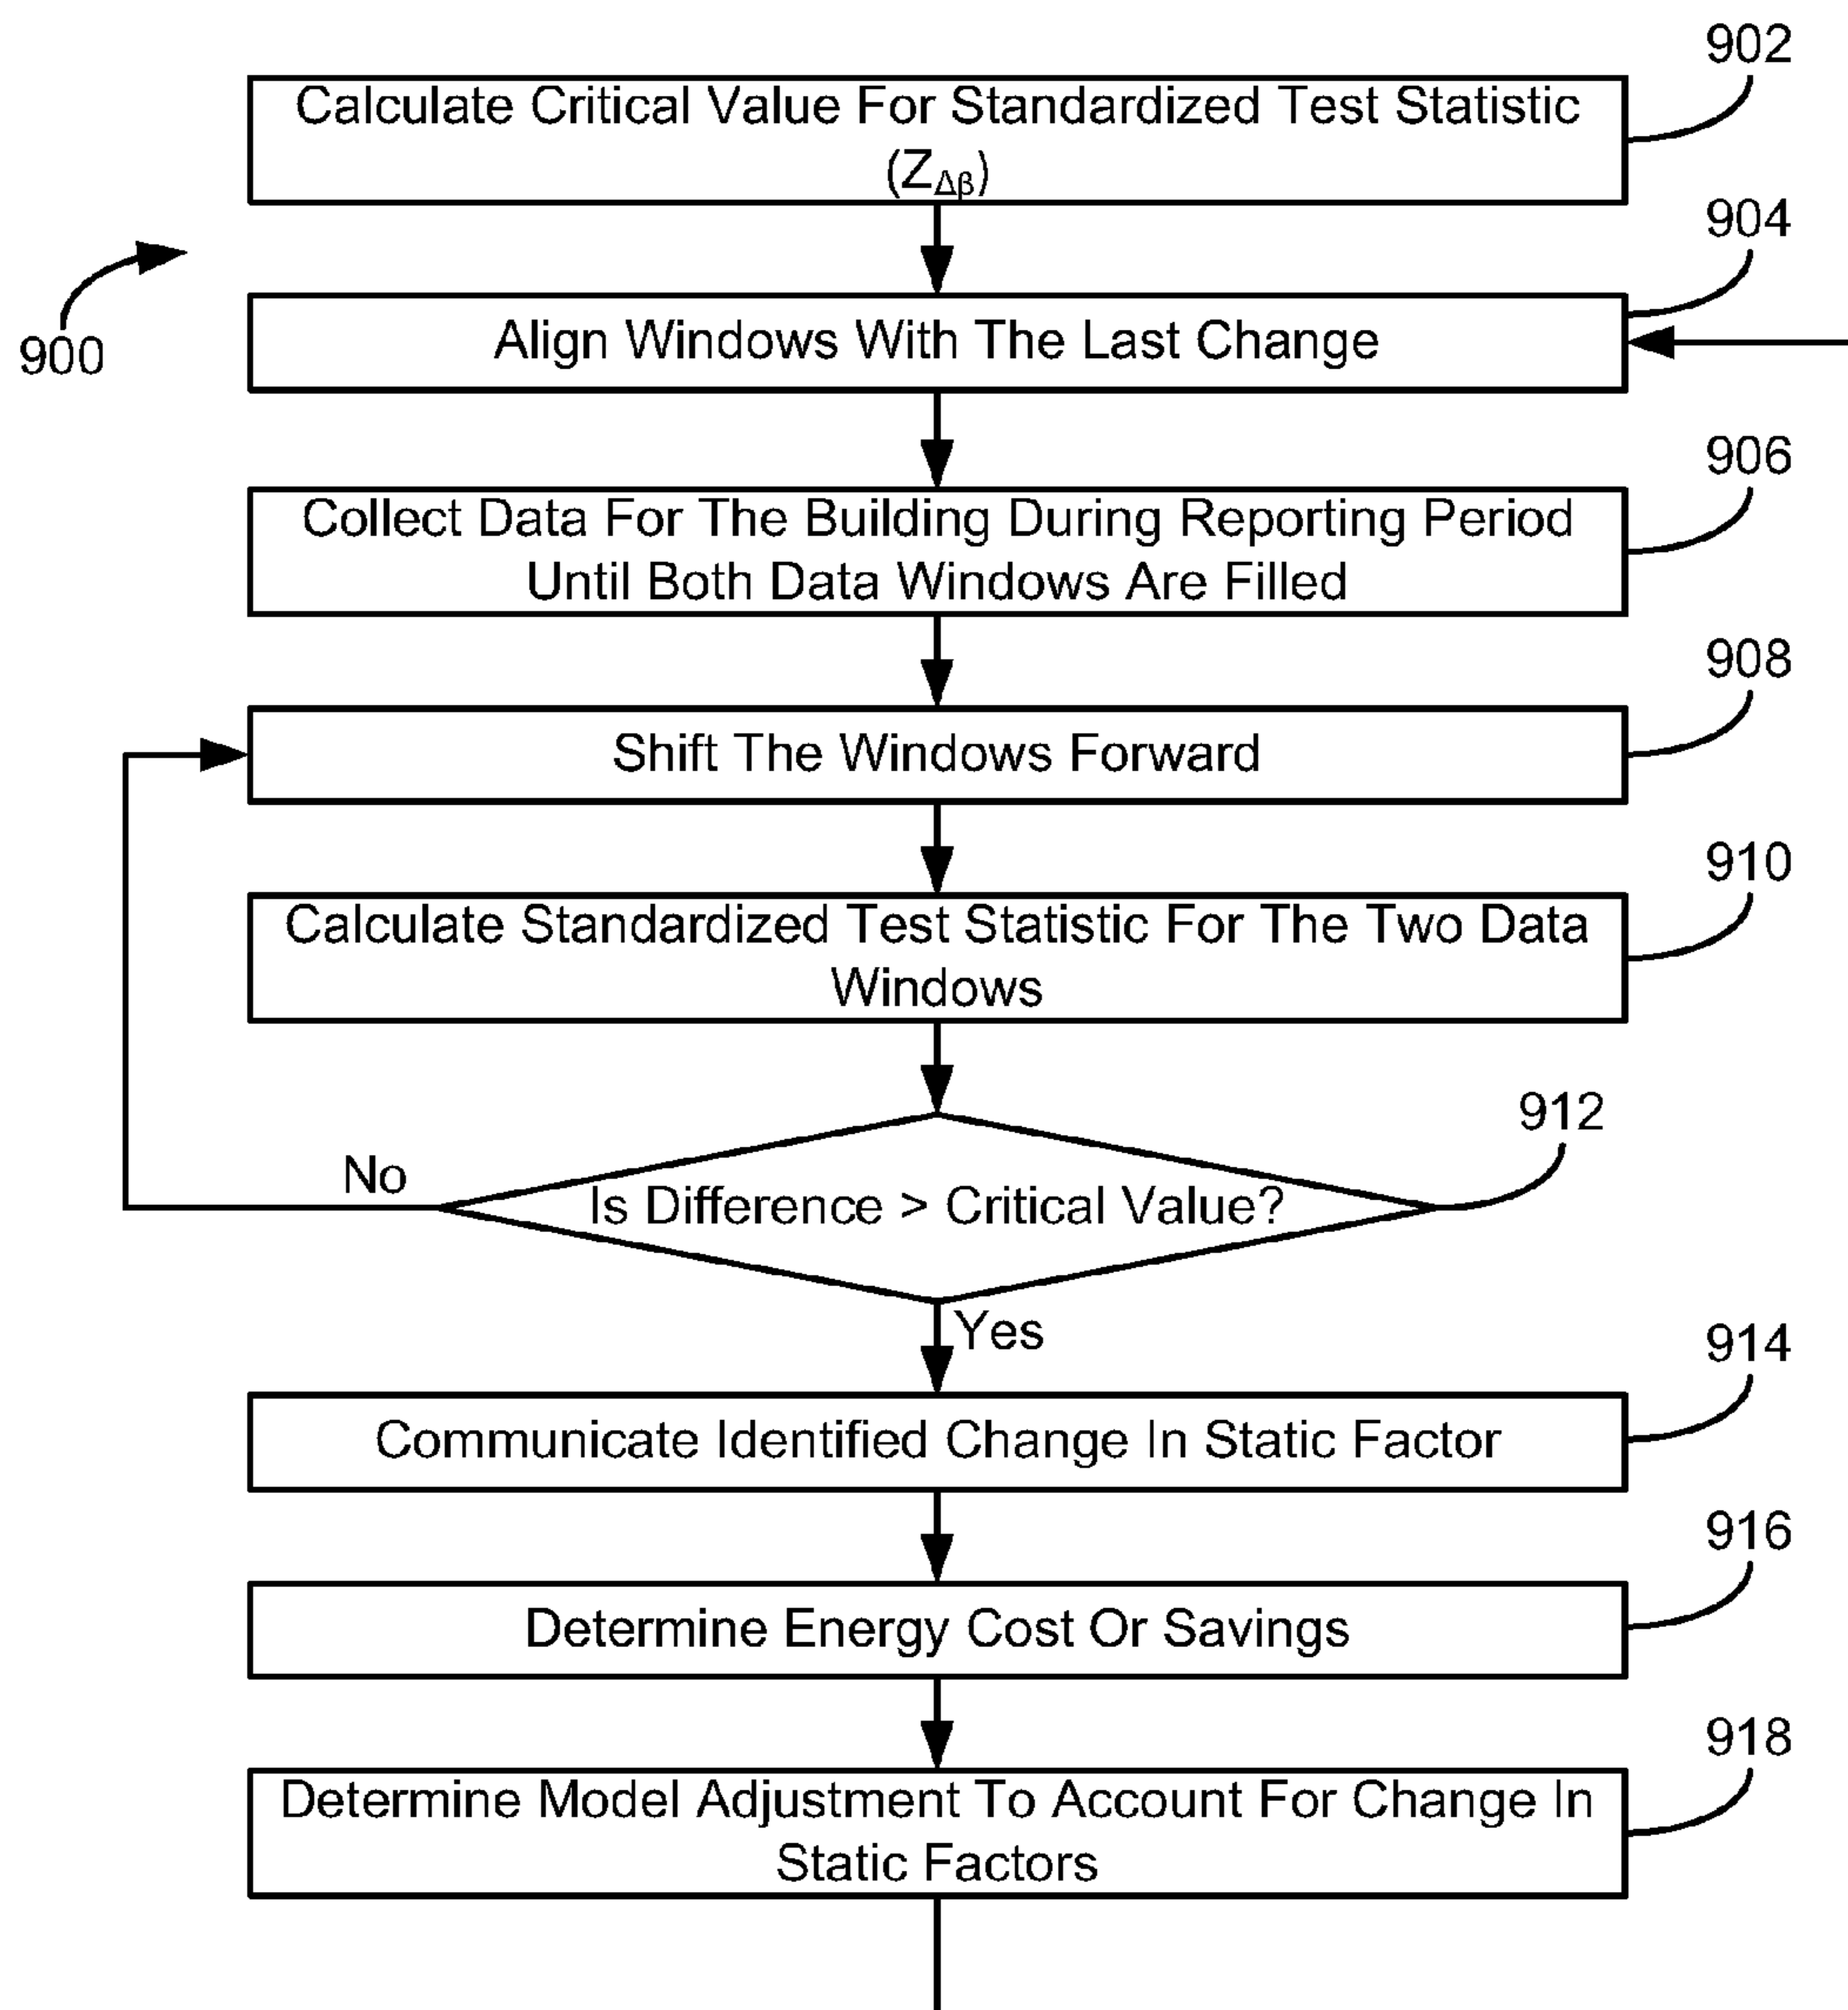 902
Calculate Critical Value For Standardized Test Statistic
(Z_Δβ)
904
900
Align Windows With The Last Change
906
Collect Data For The Building During Reporting Period
Until Both Data Windows Are Filled
908
Shift The Windows Forward
910
Calculate Standardized Test Statistic For The Two Data
Windows
912
No
Is Difference > Critical Value?
Yes
914
Communicate Identified Change In Static Factor
916
Determine Energy Cost Or Savings
918
Determine Model Adjustment To Account For Change In
Static Factors